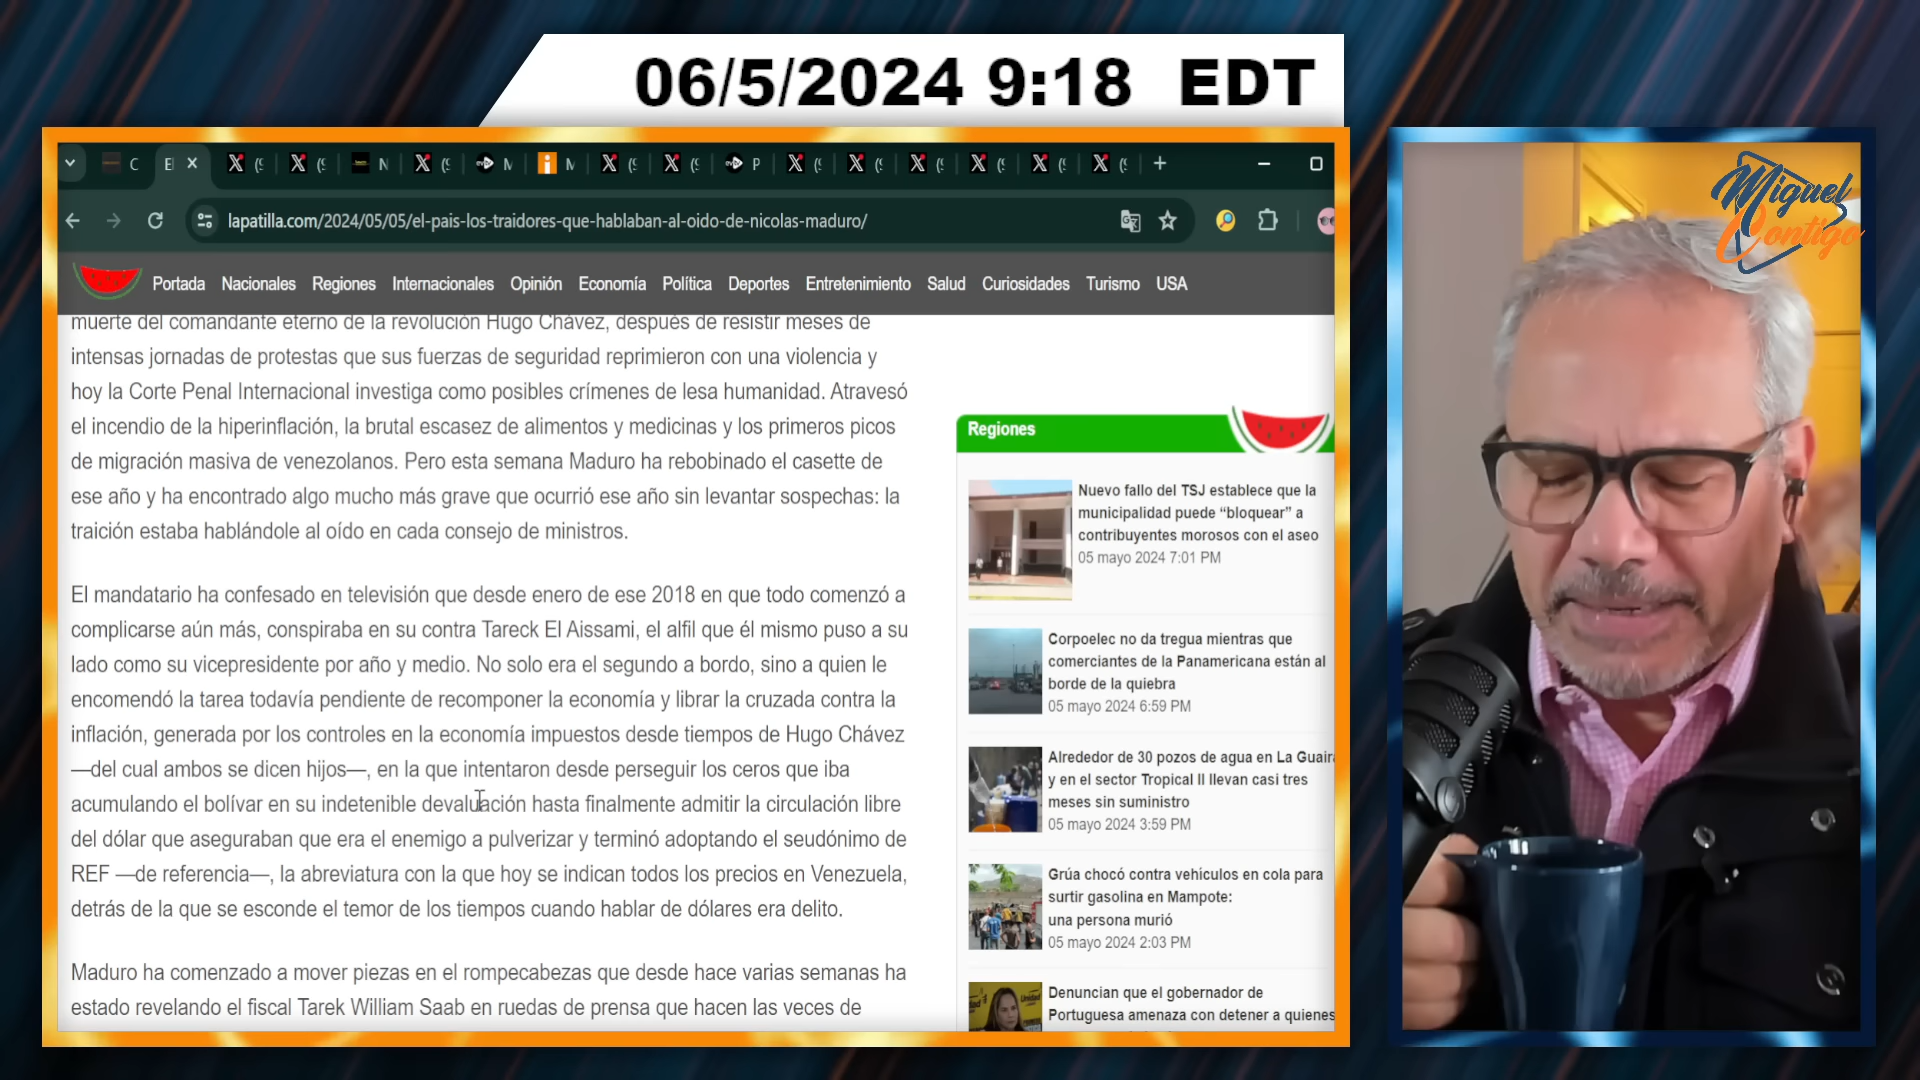 06/5/2024 9:18 EDT
lapatilla.com/2024/05/05/el-pais-los-traidores-que-hablaban-al-oido-de-nicolas-maduro/
Portada Nacionales Regiones Internacionales Opinión Economía Política Deportes Entretenimiento Salud Curiosidades Turismo USA
muerte del comandante eterno de la revolución Hugo Chávez, después de resistir meses de
intensas jornadas de protestas que sus fuerzas de seguridad reprimieron con una violencia y
hoy la Corte Penal Internacional investiga como posibles crímenes de lesa humanidad. Atravesó
el incendio de la hiperinflación, la brutal escasez de alimentos y medicinas y los primeros picos
de migración masiva de venezolanos. Pero esta semana Maduro ha rebobinado el casette de
ese año y ha encontrado algo mucho más grave que ocurrió ese año sin levantar sospechas: la
traición estaba hablándole al oído en cada consejo de ministros.
El mandatario ha confesado en televisión que desde enero de ese 2018 en que todo comenzó a
complicarse aún más, conspiraba en su contra Tareck El Aissami, el alfil que él mismo puso a su
lado como su vicepresidente por año y medio. No solo era el segundo a bordo, sino a quien le
encomendó la tarea todavía pendiente de recomponer la economía y librar la cruzada contra la
inflación, generada por los controles en la economía impuestos desde tiempos de Hugo Chávez
—del cual ambos se dicen hijos—, en la que intentaron desde perseguir los ceros que iba
acumulando el bolívar en su indetenible devaluación hasta finalmente admitir la circulación libre
del dólar que aseguraban que era el enemigo a pulverizar y terminó adoptando el seudónimo de
REF —de referencia—, la abreviatura con la que hoy se indican todos los precios en Venezuela,
detrás de la que se esconde el temor de los tiempos cuando hablar de dólares era delito.
Maduro ha comenzado a mover piezas en el rompecabezas que desde hace varias semanas ha
estado revelando el fiscal Tarek William Saab en ruedas de prensa que hacen las veces de
Regiones
Nuevo fallo del TSJ establece que la
municipalidad puede “bloquear” a
contribuyentes morosos con el aseo
05 mayo 2024 7:01 PM
Corpoelec no da tregua mientras que
comerciantes de la Panamericana están al
borde de la quiebra
05 mayo 2024 6:59 PM
Alrededor de 30 pozos de agua en La Guaira
y en el sector Tropical II llevan casi tres
meses sin suministro
05 mayo 2024 3:59 PM
Grúa chocó contra vehículos en cola para
surtir gasolina en Mampote:
una persona murió
05 mayo 2024 2:03 PM
Denuncian que el gobernador de
Portuguesa amenaza con detener a quienes
Miguel
Contigo